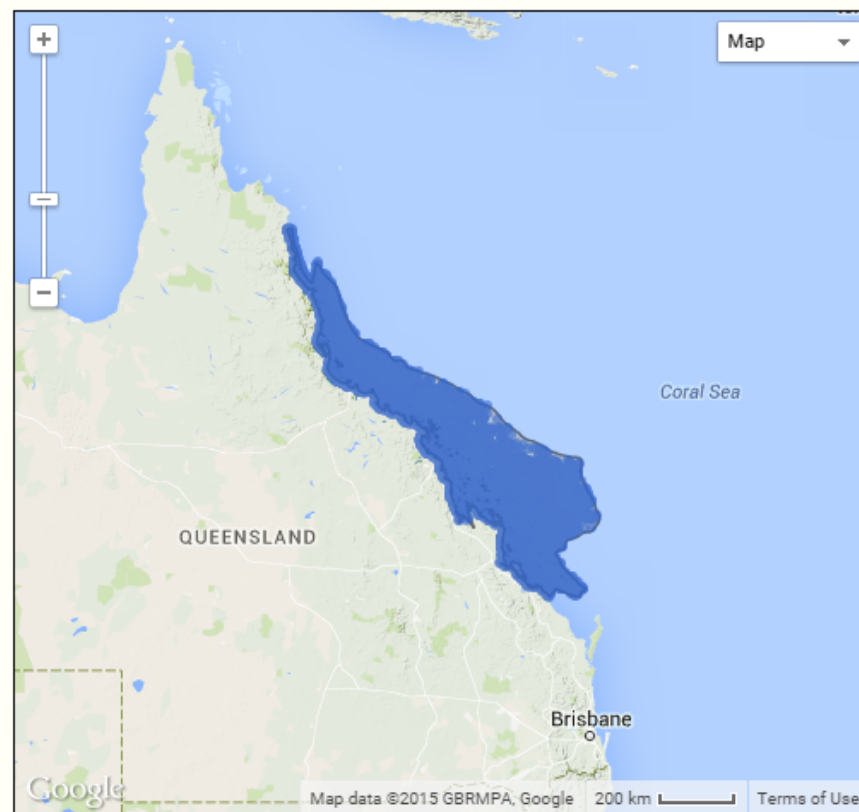 +
Map
−
Coral Sea
QUEENSLAND
Brisbane
Google
Map data ©2015 GBRMPA, Google
200 km
Terms of Use